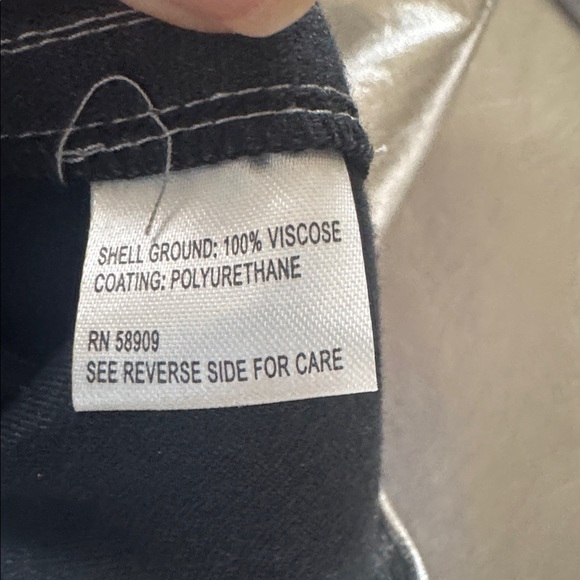 SHELL GROUND: 100% VISCOSE
COATING: POLYURETHANE
RN 58909
SEE REVERSE SIDE FOR CARE